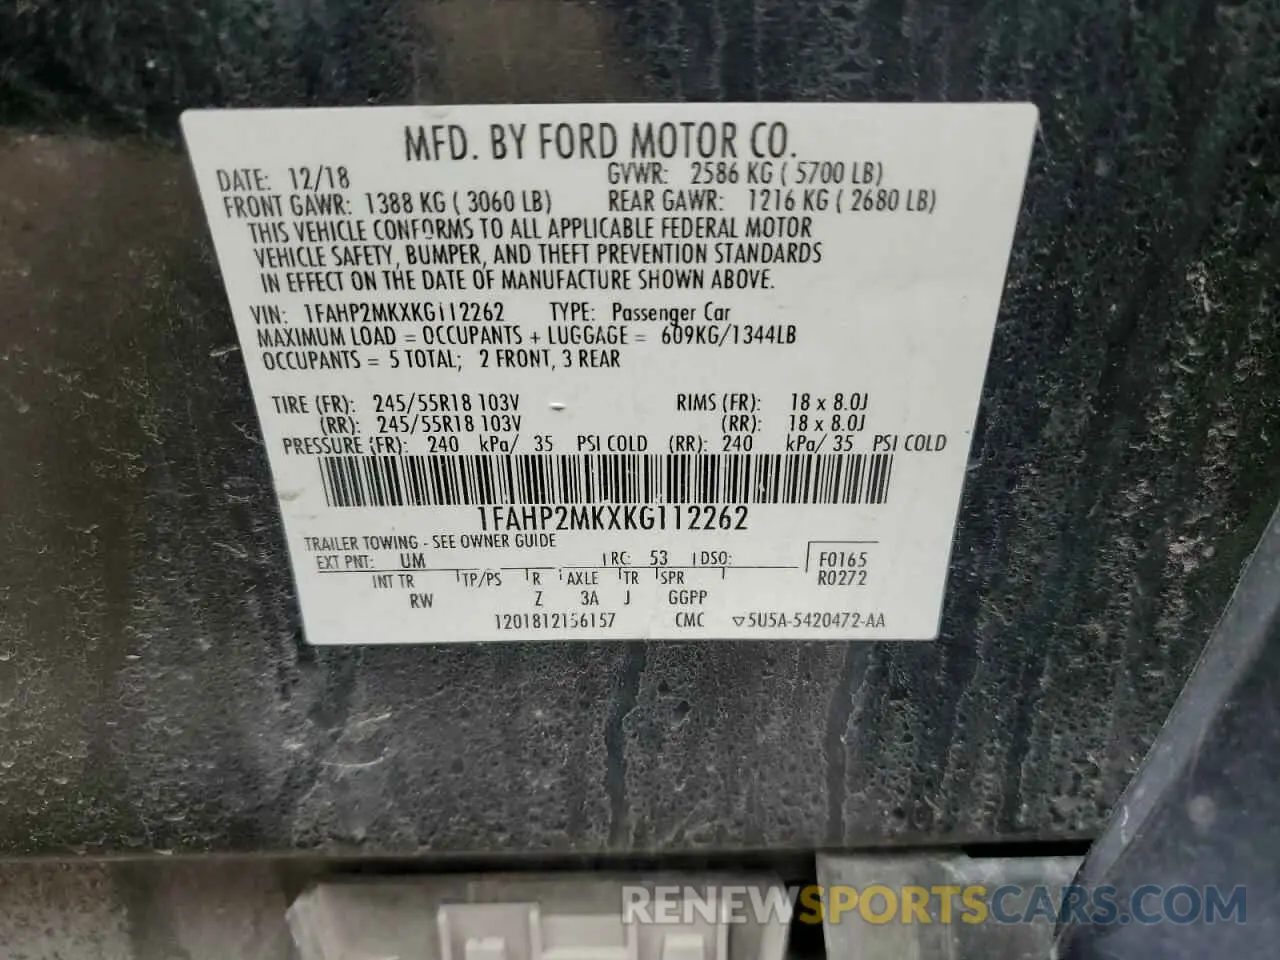 MFD. BY FORD MOTOR CO.
DATE: 12/18 GVWR: 2586 KG ( 5700 LB)
FRONT GAWR: 1388 KG ( 3060 LB) REAR GAWR: 1216 KG ( 2680 LB)
THIS VEHICLE CONFORMS TO ALL APPLICABLE FEDERAL MOTOR
VEHICLE SAFETY, BUMPER, AND THEFT PREVENTION STANDARDS
IN EFFECT ON THE DATE OF MANUFACTURE SHOWN ABOVE.
VIN: 1FAHP2MKXKG112262 TYPE: Passenger Car
MAXIMUM LOAD = OCCUPANTS + LUGGAGE = 609KG/1344LB
OCCUPANTS = 5 TOTAL; 2 FRONT, 3 REAR
TIRE (FR): 245/55R18 103V RIMS (FR): 18 x 8.0J
(RR): 245/55R18 103V (RR): 18 x 8.0J
PRESSURE (FR): 240 kPa/ 35 PSI COLD (RR): 240 kPa/ 35 PSI COLD
1FAHP2MKXKG112262
TRAILER TOWING - SEE OWNER GUIDE
EXT PNT: UM RC: 53 DSO: F0165
INT TR TP/PS R AXLE TR SPR R0272
RW Z 3A J GGPP
1201812156157 CMC ▽5U5A-5420472-AA
RENEWSPORTSCARS.COM